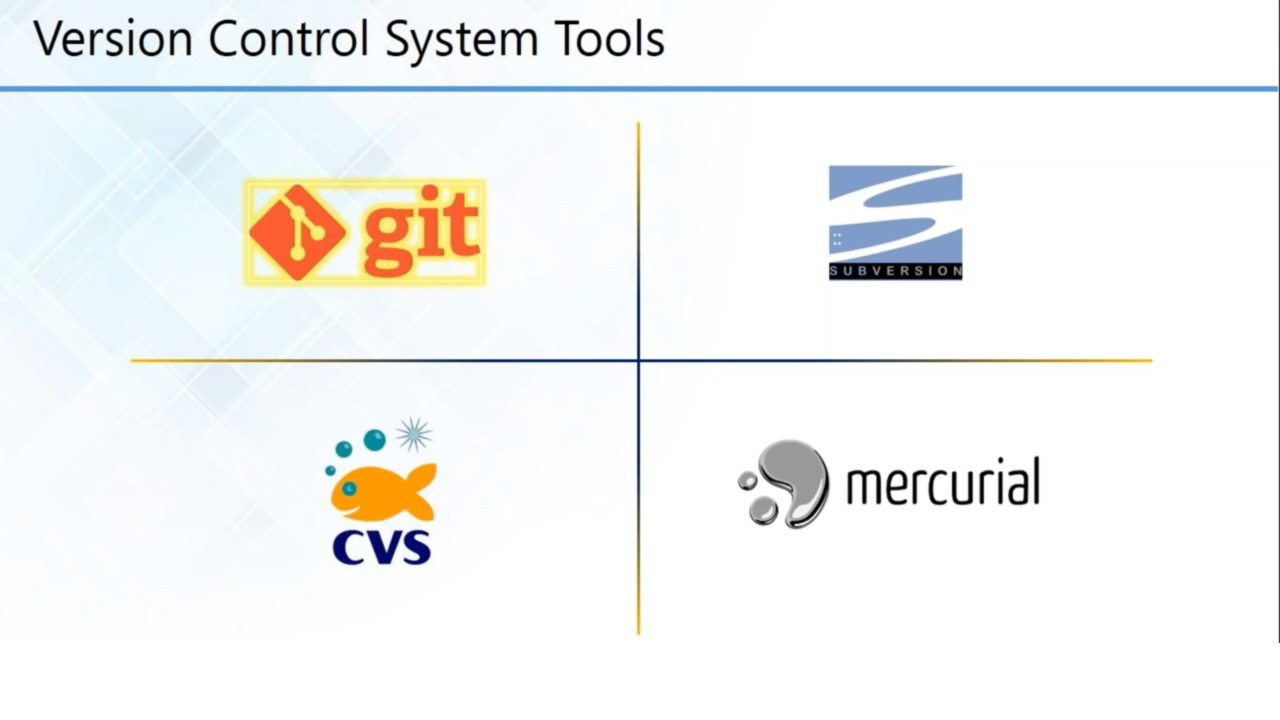 Version Control System Tools
git
SUBVERSION
CVS
mercurial